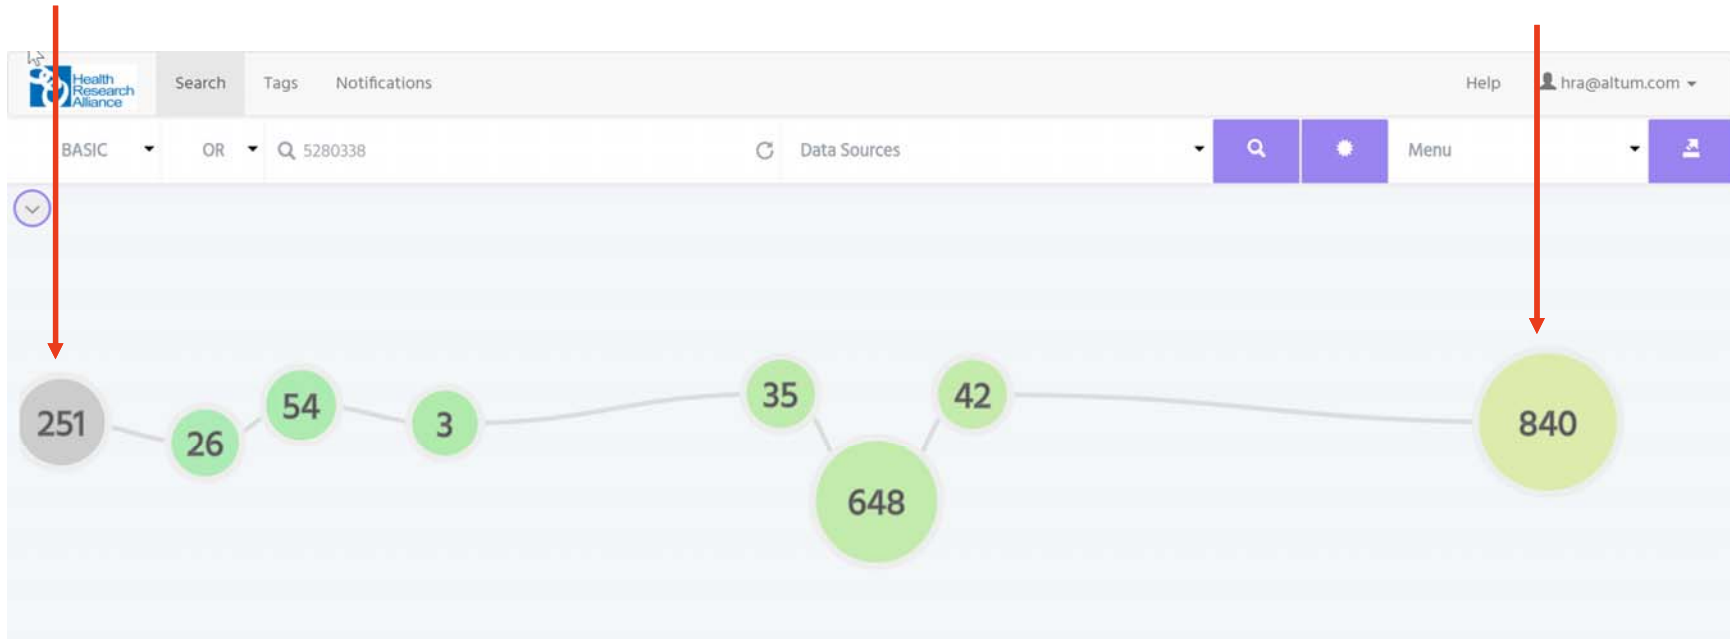 Health
Research
Alliance
Search Tags Notifications Help hra@altum.com
BASIC OR 5280338 Data Sources Menu
251 26 54 3 35 648 42 840